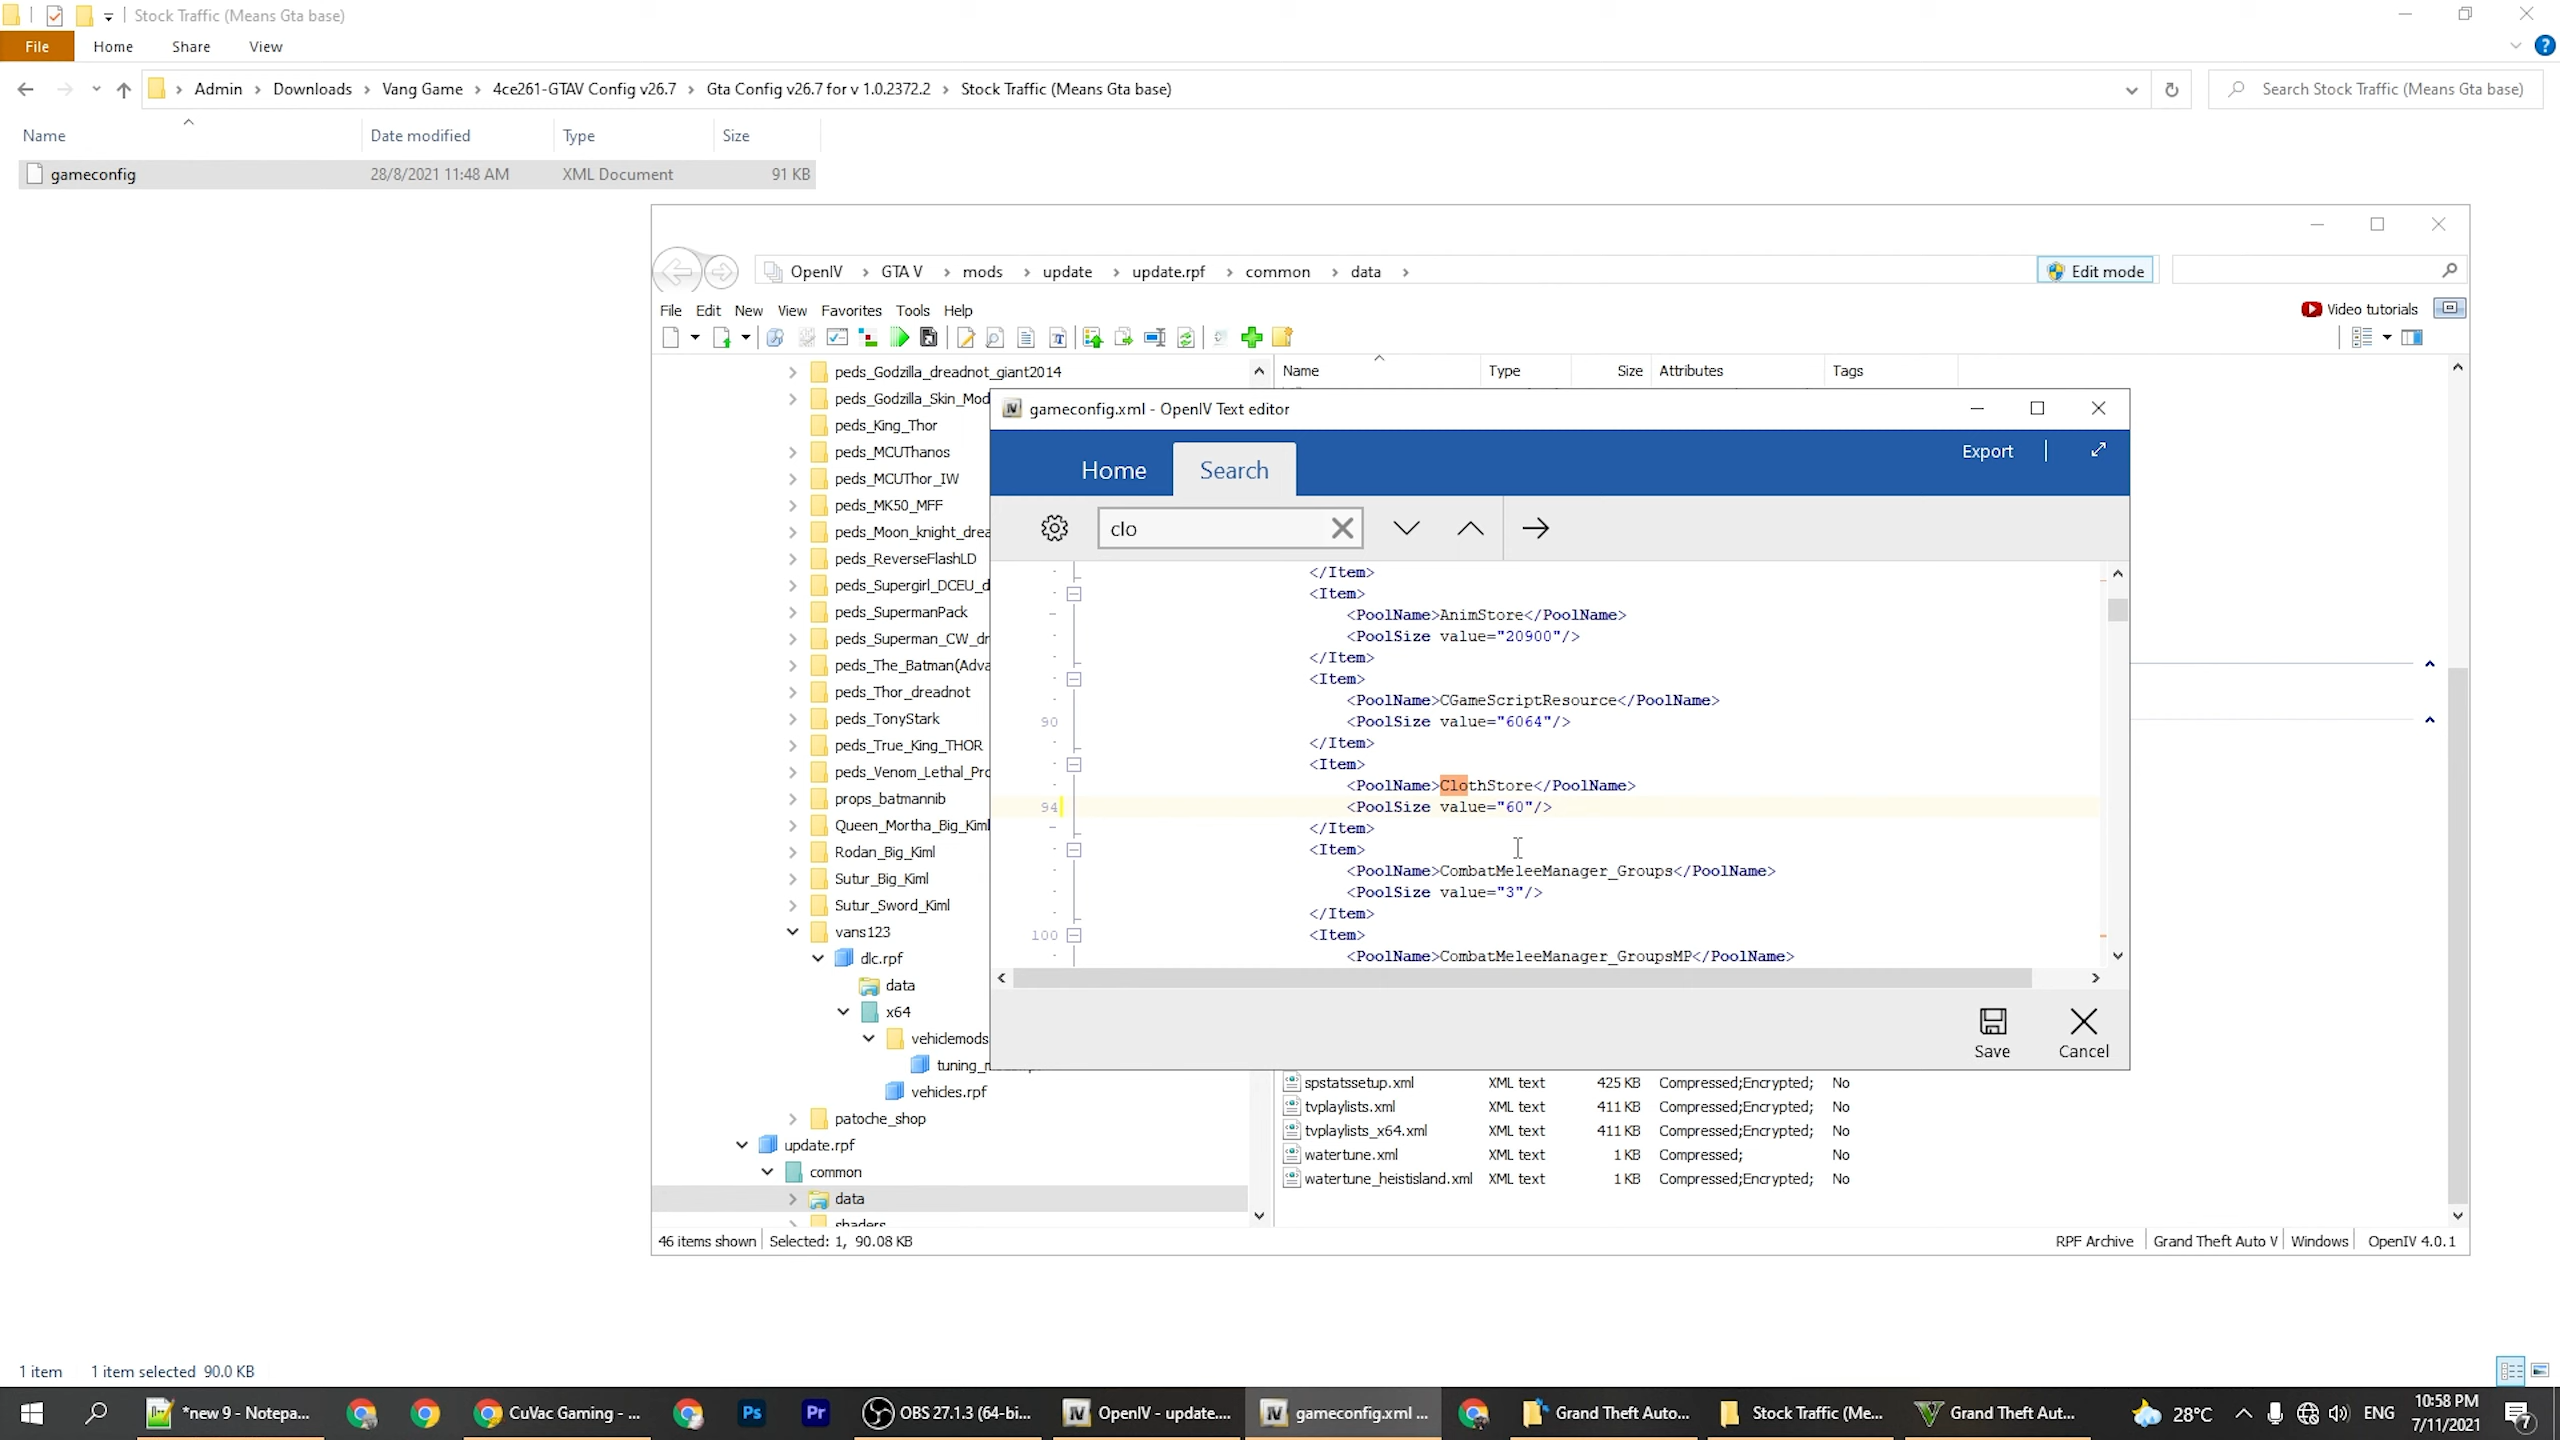 Stock Traffic (Means Gta base)
File Home Share View
Admin Downloads Vang Game 4ce261-GTAV Config v26.7 Gta Config v26.7 for v 1.0.2372.2 Stock Traffic (Means Gta base)
Search Stock Traffic (Means Gta base)
Name Date modified Type Size
gameconfig 28/8/2021 11:48 AM XML Document 91 KB
OpenIV GTA V mods update update.rpf common data
Edit mode
File Edit New View Favorites Tools Help
Video tutorials
Name Type Size Attributes Tags
peds_Godzilla_dreadnot_giant2014
peds_Godzilla_Skin_Mod
peds_King_Thor
peds_MCUThanos
peds_MCUThor_IW
peds_MK50_MFF
peds_Moon_knight_drea
peds_ReverseFlashLD
peds_Supergirl_DCEU_d
peds_SupermanPack
peds_Superman_CW_dr
peds_The_Batman(Adva
peds_Thor_dreadnot
peds_TonyStark
peds_True_King_THOR
peds_Venom_Lethal_Pro
props_batmannib
Queen_Mortha_Big_Kiml
Rodan_Big_Kiml
Sutur_Big_Kiml
Sutur_Sword_Kiml
vans123
dlc.rpf
data
x64
vehiclemods
tuning_
vehicles.rpf
patoche_shop
update.rpf
common
data
shaders
gameconfig.xml - OpenIV Text editor
Home Search
Export
clo
</Item>
<Item>
<PoolName>AnimStore</PoolName>
<PoolSize value="20900"/>
</Item>
<Item>
<PoolName>CGameScriptResource</PoolName>
90 <PoolSize value="6064"/>
</Item>
<Item>
<PoolName>ClothStore</PoolName>
94 <PoolSize value="60"/>
</Item>
<Item>
<PoolName>CombatMeleeManager_Groups</PoolName>
<PoolSize value="3"/>
</Item>
100 <Item>
<PoolName>CombatMeleeManager_GroupsMP</PoolName>
Save Cancel
spstatssetup.xml XML text 425 KB Compressed;Encrypted; No
tvplaylists.xml XML text 411 KB Compressed;Encrypted; No
tvplaylists_x64.xml XML text 411 KB Compressed;Encrypted; No
watertune.xml XML text 1 KB Compressed; No
watertune_heistisland.xml XML text 1 KB Compressed;Encrypted; No
46 items shown Selected: 1, 90.08 KB
RPF Archive Grand Theft Auto V Windows OpenIV 4.0.1
1 item 1 item selected 90.0 KB
*new 9 - Notepa... CuVac Gaming - ... Ps Pr OBS 27.1.3 (64-bi... OpenIV - update.... gameconfig.xml ... Grand Theft Auto... Stock Traffic (Me... Grand Theft Aut... 28°C ENG 10:58 PM
7/11/2021
7